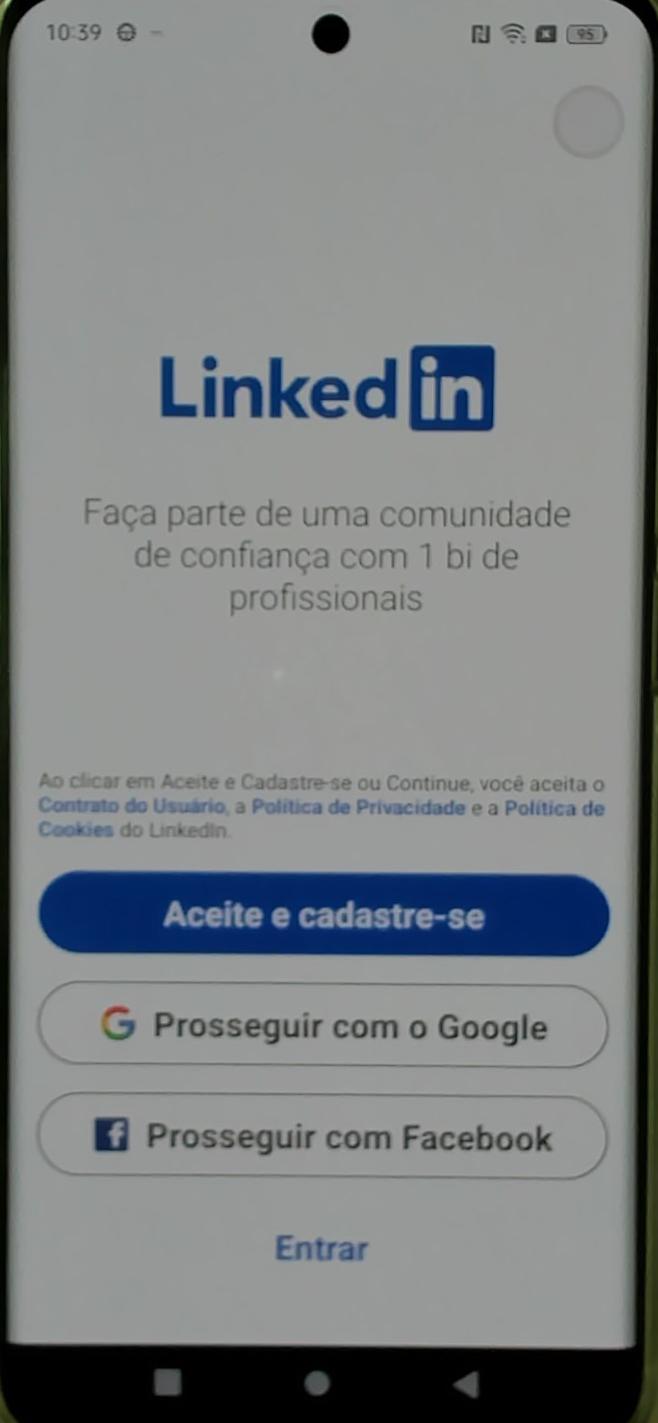 10:39
95
Linked in
Faça parte de uma comunidade
de confiança com 1 bi de
profissionais
Ao clicar em Aceite e Cadastre-se ou Continue, você aceita o
Contrato do Usuário, a Política de Privacidade e a Política de
Cookies do LinkedIn.
Aceite e cadastre-se
Prosseguir com o Google
Prosseguir com Facebook
Entrar